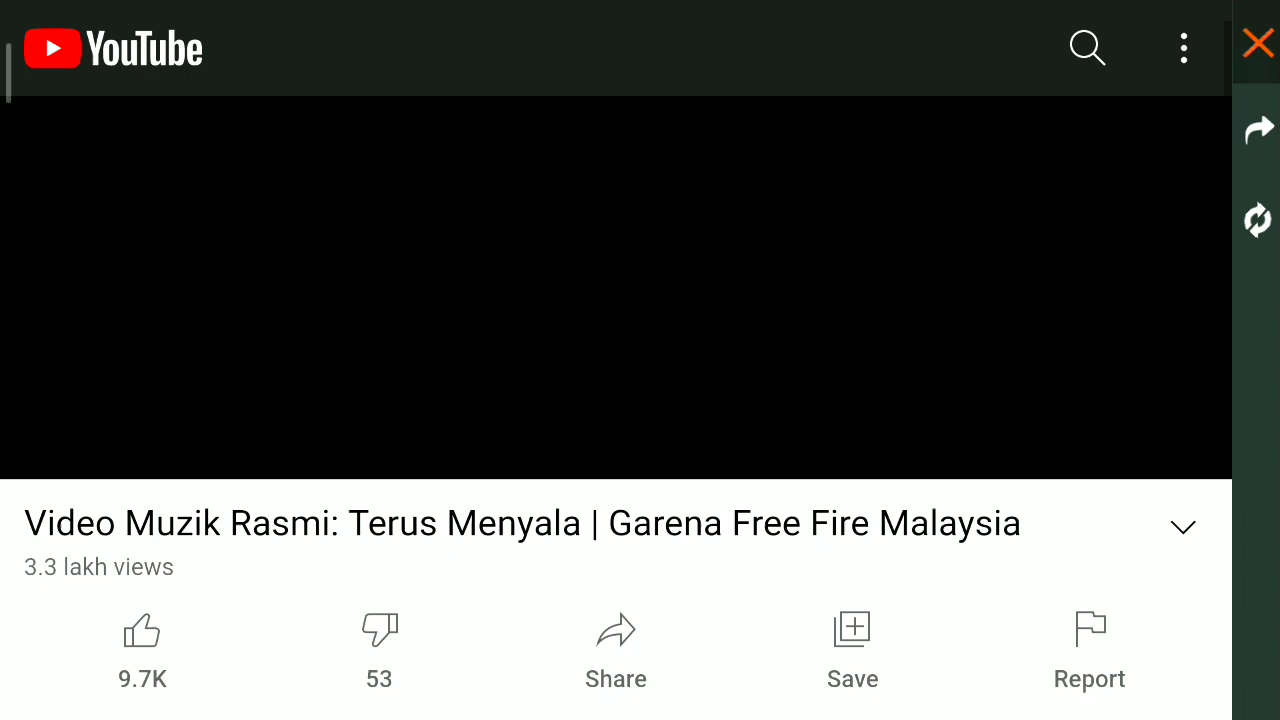 YouTube
Video Muzik Rasmi: Terus Menyala | Garena Free Fire Malaysia
3.3 lakh views
9.7K 53 Share Save Report